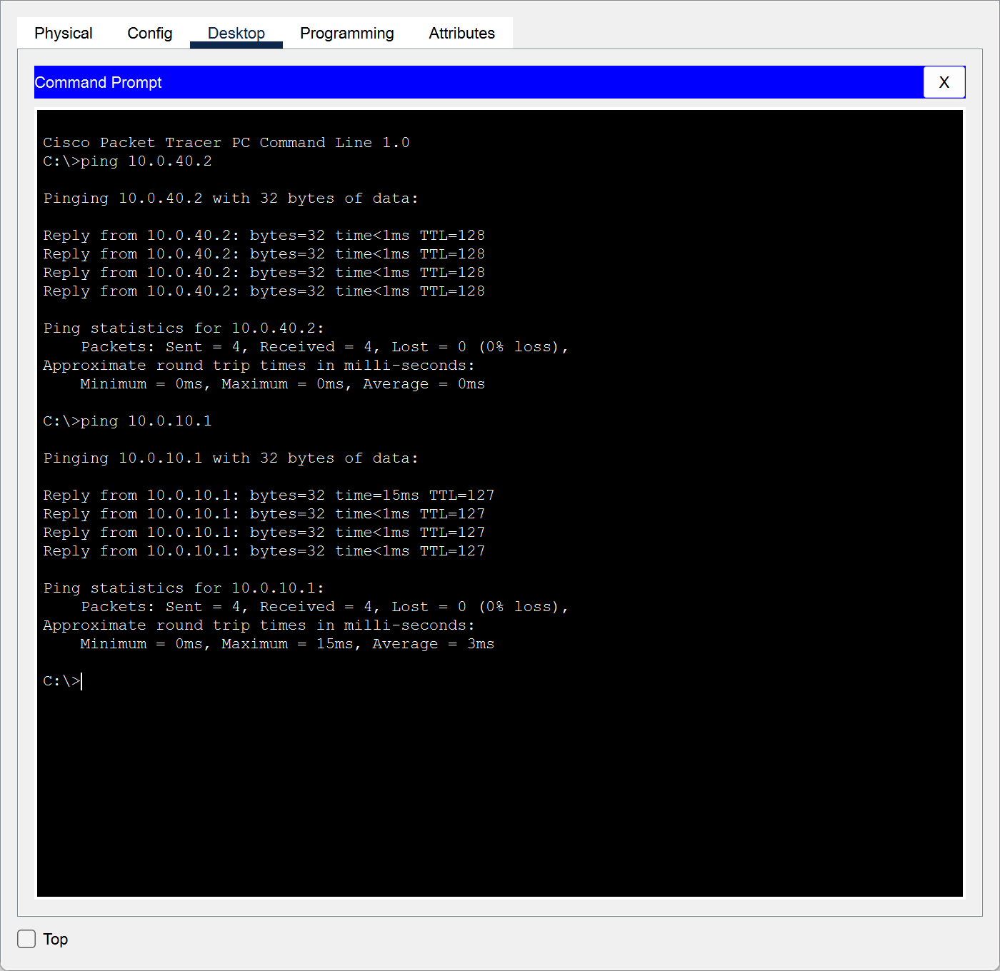 Physical Config Desktop Programming Attributes
Command Prompt X
Cisco Packet Tracer PC Command Line 1.0
C:\>ping 10.0.40.2
Pinging 10.0.40.2 with 32 bytes of data:
Reply from 10.0.40.2: bytes=32 time<1ms TTL=128
Reply from 10.0.40.2: bytes=32 time<1ms TTL=128
Reply from 10.0.40.2: bytes=32 time<1ms TTL=128
Reply from 10.0.40.2: bytes=32 time<1ms TTL=128
Ping statistics for 10.0.40.2:
    Packets: Sent = 4, Received = 4, Lost = 0 (0% loss),
Approximate round trip times in milli-seconds:
    Minimum = 0ms, Maximum = 0ms, Average = 0ms
C:\>ping 10.0.10.1
Pinging 10.0.10.1 with 32 bytes of data:
Reply from 10.0.10.1: bytes=32 time=15ms TTL=127
Reply from 10.0.10.1: bytes=32 time<1ms TTL=127
Reply from 10.0.10.1: bytes=32 time<1ms TTL=127
Reply from 10.0.10.1: bytes=32 time<1ms TTL=127
Ping statistics for 10.0.10.1:
    Packets: Sent = 4, Received = 4, Lost = 0 (0% loss),
Approximate round trip times in milli-seconds:
    Minimum = 0ms, Maximum = 15ms, Average = 3ms
C:\>
Top